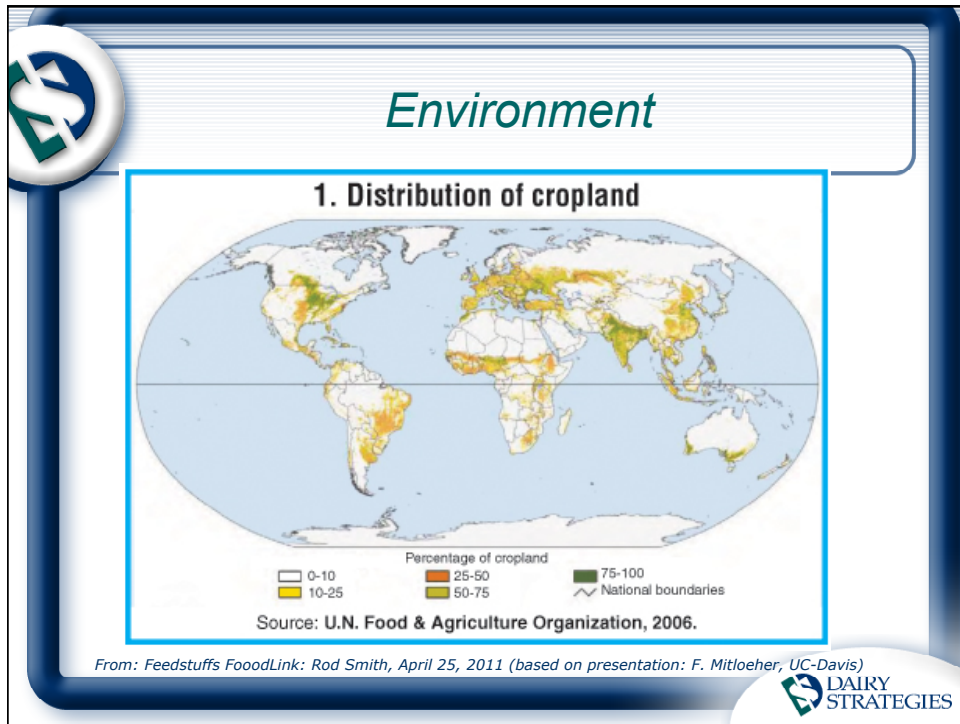 Environment
1. Distribution of cropland
Percentage of cropland
0-10
25-50
75-100
10-25
50-75
National boundaries
Source: U.N. Food & Agriculture Organization, 2006.
From: Feedstuffs FooodLink: Rod Smith, April 25, 2011 (based on presentation: F. Mitloeher, UC-Davis)
DAIRY
STRATEGIES